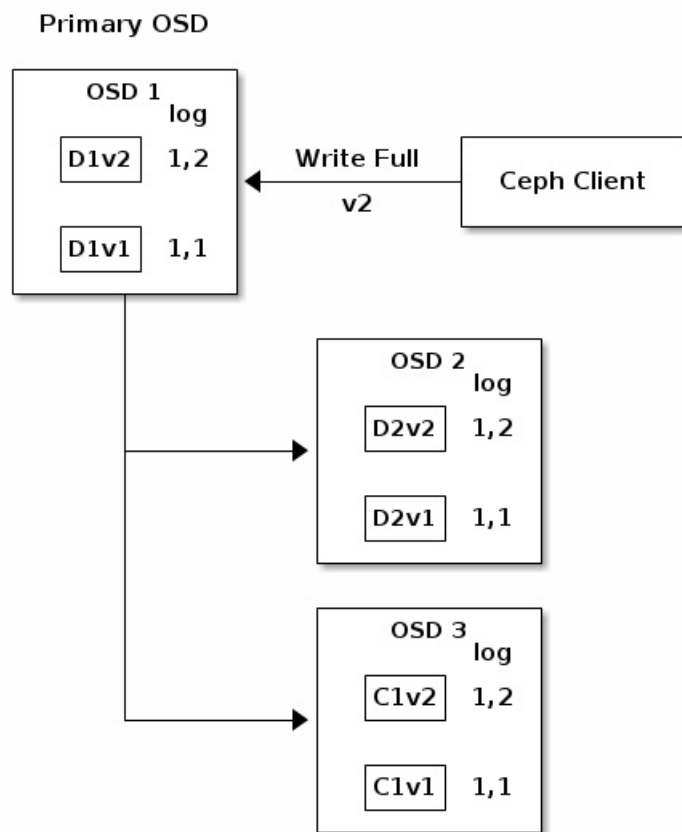 Primary OSD
OSD 1
log
D1v2 1,2
D1v1 1,1
Write Full
v2
Ceph Client
OSD 2
log
D2v2 1,2
D2v1 1,1
OSD 3
log
C1v2 1,2
C1v1 1,1